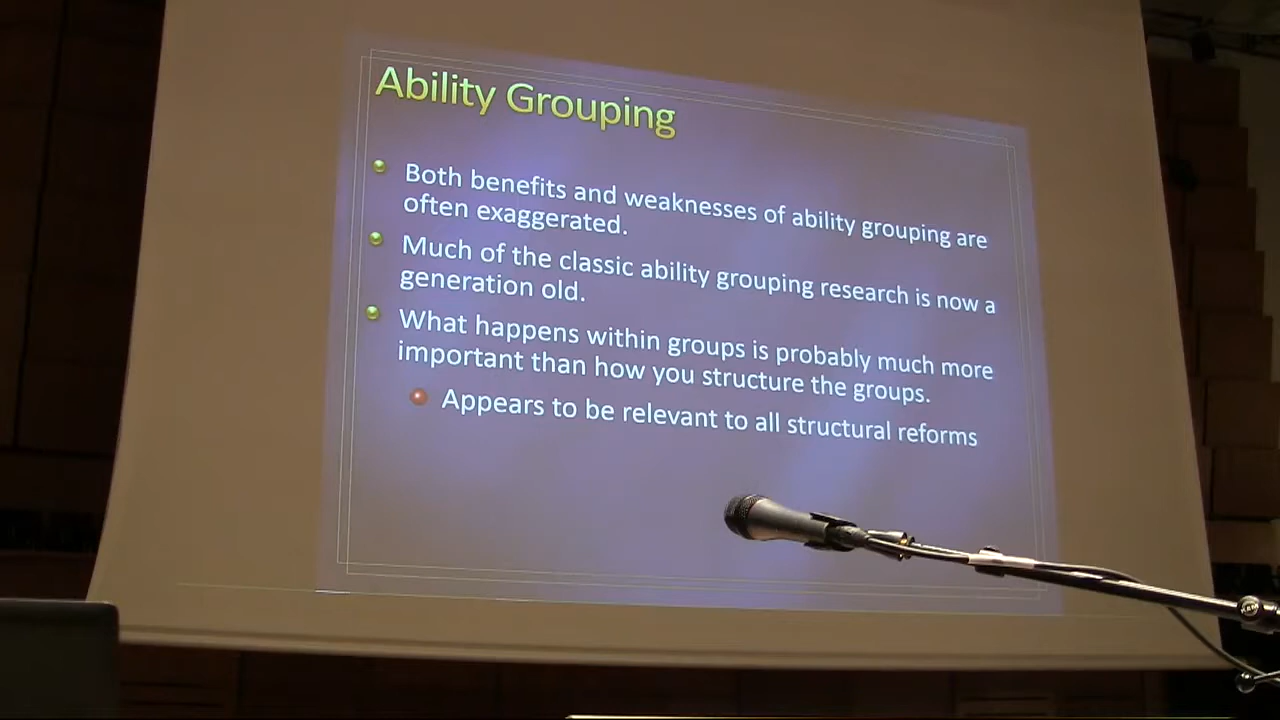 Ability Grouping
Both benefits and weaknesses of ability grouping are
often exaggerated.
Much of the classic ability grouping research is now a
generation old.
What happens within groups is probably much more
important than how you structure the groups.
Appears to be relevant to all structural reforms